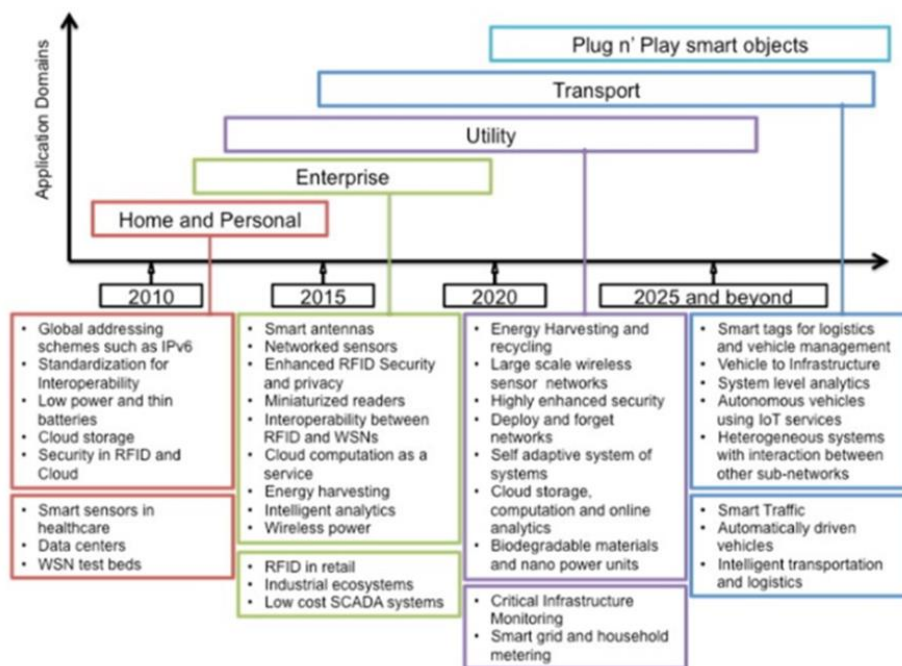 Application Domains
Plug n' Play smart objects
Transport
Utility
Enterprise
Home and Personal
2010
2015
2020
2025 and beyond
• Global addressing
schemes such as IPv6
• Standardization for
Interoperability
• Low power and thin
batteries
• Cloud storage
• Security in RFID and
Cloud
• Smart sensors in
healthcare
• Data centers
• WSN test beds
• Smart antennas
• Networked sensors
• Enhanced RFID Security
and privacy
• Miniaturized readers
• Interoperability between
RFID and WSNs
• Cloud computation as a
service
• Energy harvesting
• Intelligent analytics
• Wireless power
• RFID in retail
• Industrial ecosystems
• Low cost SCADA systems
• Energy Harvesting and
recycling
• Large scale wireless
sensor networks
• Highly enhanced security
• Deploy and forget
networks
• Self adaptive system of
systems
• Cloud storage,
computation and online
analytics
• Biodegradable materials
and nano power units
• Critical Infrastructure
Monitoring
• Smart grid and household
metering
• Smart tags for logistics
and vehicle management
• Vehicle to Infrastructure
• System level analytics
• Autonomous vehicles
using IoT services
• Heterogeneous systems
with interaction between
other sub-networks
• Smart Traffic
• Automatically driven
vehicles
• Intelligent transportation
and logistics